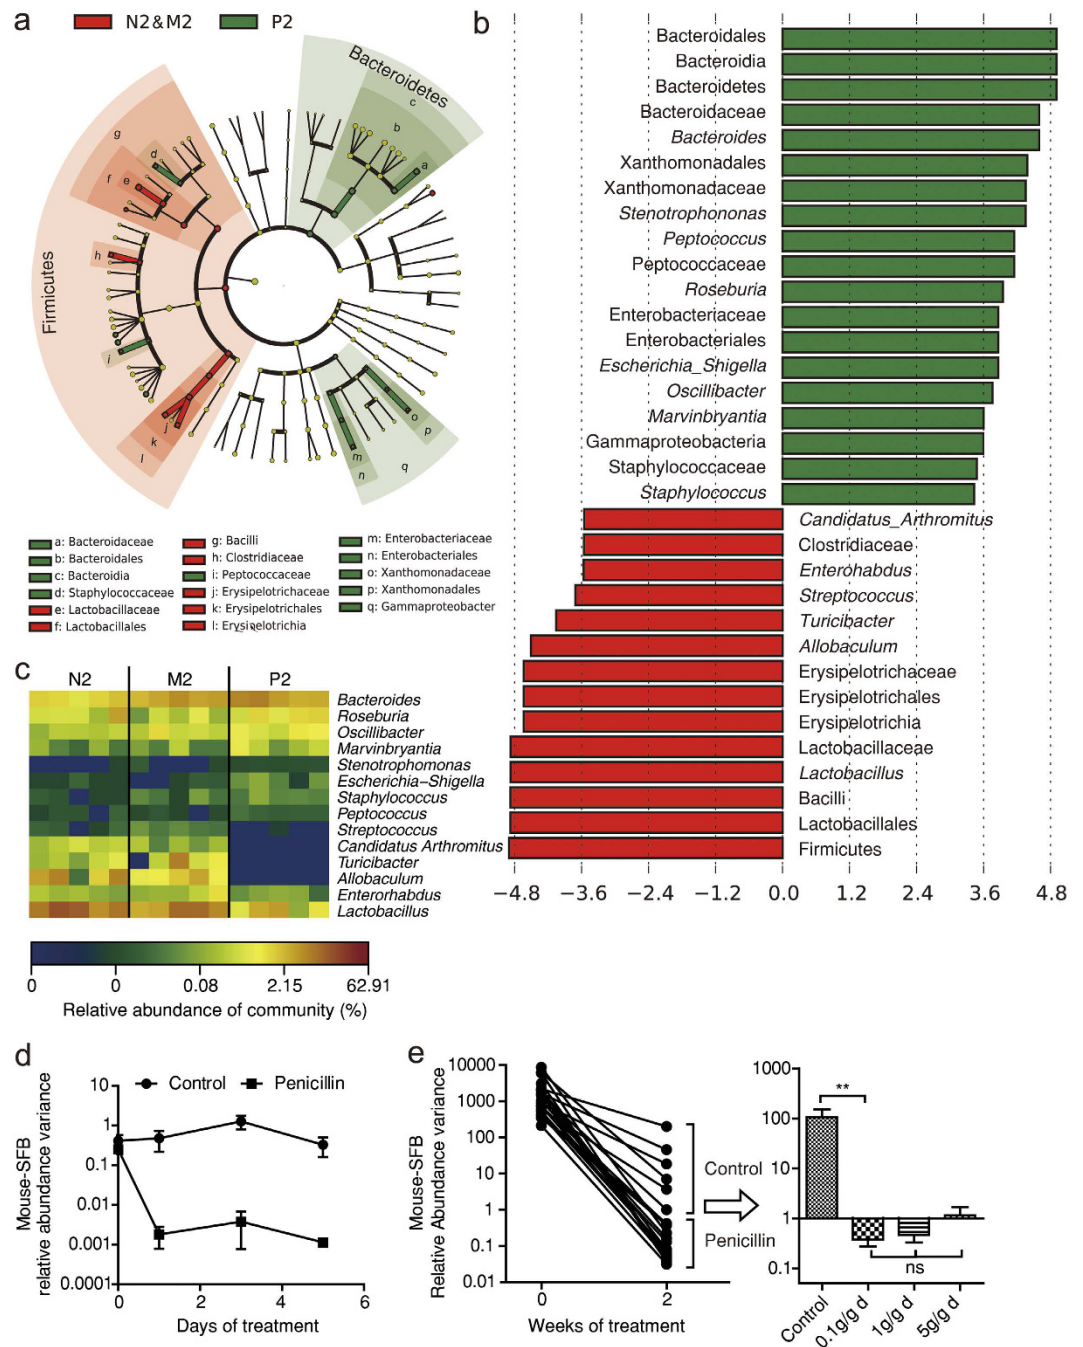 a
N2&M2
P2
Bacteroidetes
Firmicutes
a
b
c
d
e
f
g
h
i
j
k
l
m
n
o
p
q
a: Bacteroidaceae
b: Bacteroidales
c: Bacteroidia
d: Staphylococcaceae
e: Lactobacillaceae
f: Lactobacillales
g: Bacilli
h: Clostridiaceae
i: Peptococcaceae
j: Erysipelotrichaceae
k: Erysipelotrichales
l: Erysipelotrichia
m: Enterobacteriaceae
n: Enterobacteriales
o: Xanthomonadaceae
p: Xanthomonadales
q: Gammaproteobacter
b
Bacteroidales
Bacteroidia
Bacteroidetes
Bacteroidaceae
Bacteroides
Xanthomonadales
Xanthomonadaceae
Stenotrophononas
Peptococcus
Peptococcaceae
Roseburia
Enterobacteriaceae
Enterobacteriales
Escherichia_Shigella
Oscillibacter
Marvinbryantia
Gammaproteobacteria
Staphylococcaceae
Staphylococcus
Candidatus_Arthromitus
Clostridiaceae
Enterohabdus
Streptococcus
Turicibacter
Allobaculum
Erysipelotrichaceae
Erysipelotrichales
Erysipelotrichia
Lactobacillaceae
Lactobacillus
Bacilli
Lactobacillales
Firmicutes
-4.8 -3.6 -2.4 -1.2 0.0 1.2 2.4 3.6 4.8
c
N2 M2 P2
Bacteroides
Roseburia
Oscillibacter
Marvinbryantia
Stenotrophomonas
Escherichia–Shigella
Staphylococcus
Peptococcus
Streptococcus
Candidatus Arthromitus
Turicibacter
Allobaculum
Enterorhabdus
Lactobacillus
0 0 0.08 2.15 62.91
Relative abundance of community (%)
d
Control Penicillin
Mouse-SFB
relative abundance variance
10
1
0.1
0.01
0.001
0.0001
0 2 4 6
Days of treatment
e
Mouse-SFB
Relative Abundance variance
10000
1000
100
10
1
0.1
0.01
0 2
Weeks of treatment
Control
Penicillin
1000
100
10
1
0.1
**
ns
Control
0.1g/g d
1g/g d
5g/g d